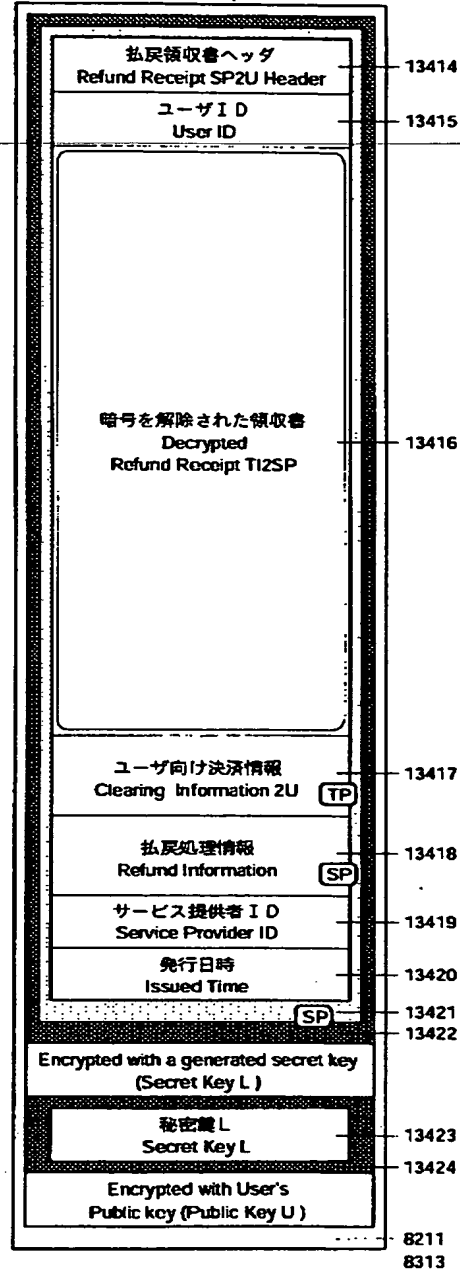 払戻領収書ヘッダ
Refund Receipt SP2U Header
13414
ユーザID
User ID
13415
暗号を解除された領収書
Decrypted
Refund Receipt TI2SP
13416
ユーザ向け決済情報
Clearing Information 2U
TP
13417
払戻処理情報
Refund Information
SP
13418
サービス提供者ID
Service Provider ID
13419
発行日時
Issued Time
13420
SP
13421
13422
Encrypted with a generated secret key
(Secret Key L)
秘密鍵L
Secret Key L
13423
13424
Encrypted with User's
Public key (Public Key U)
8211
8313